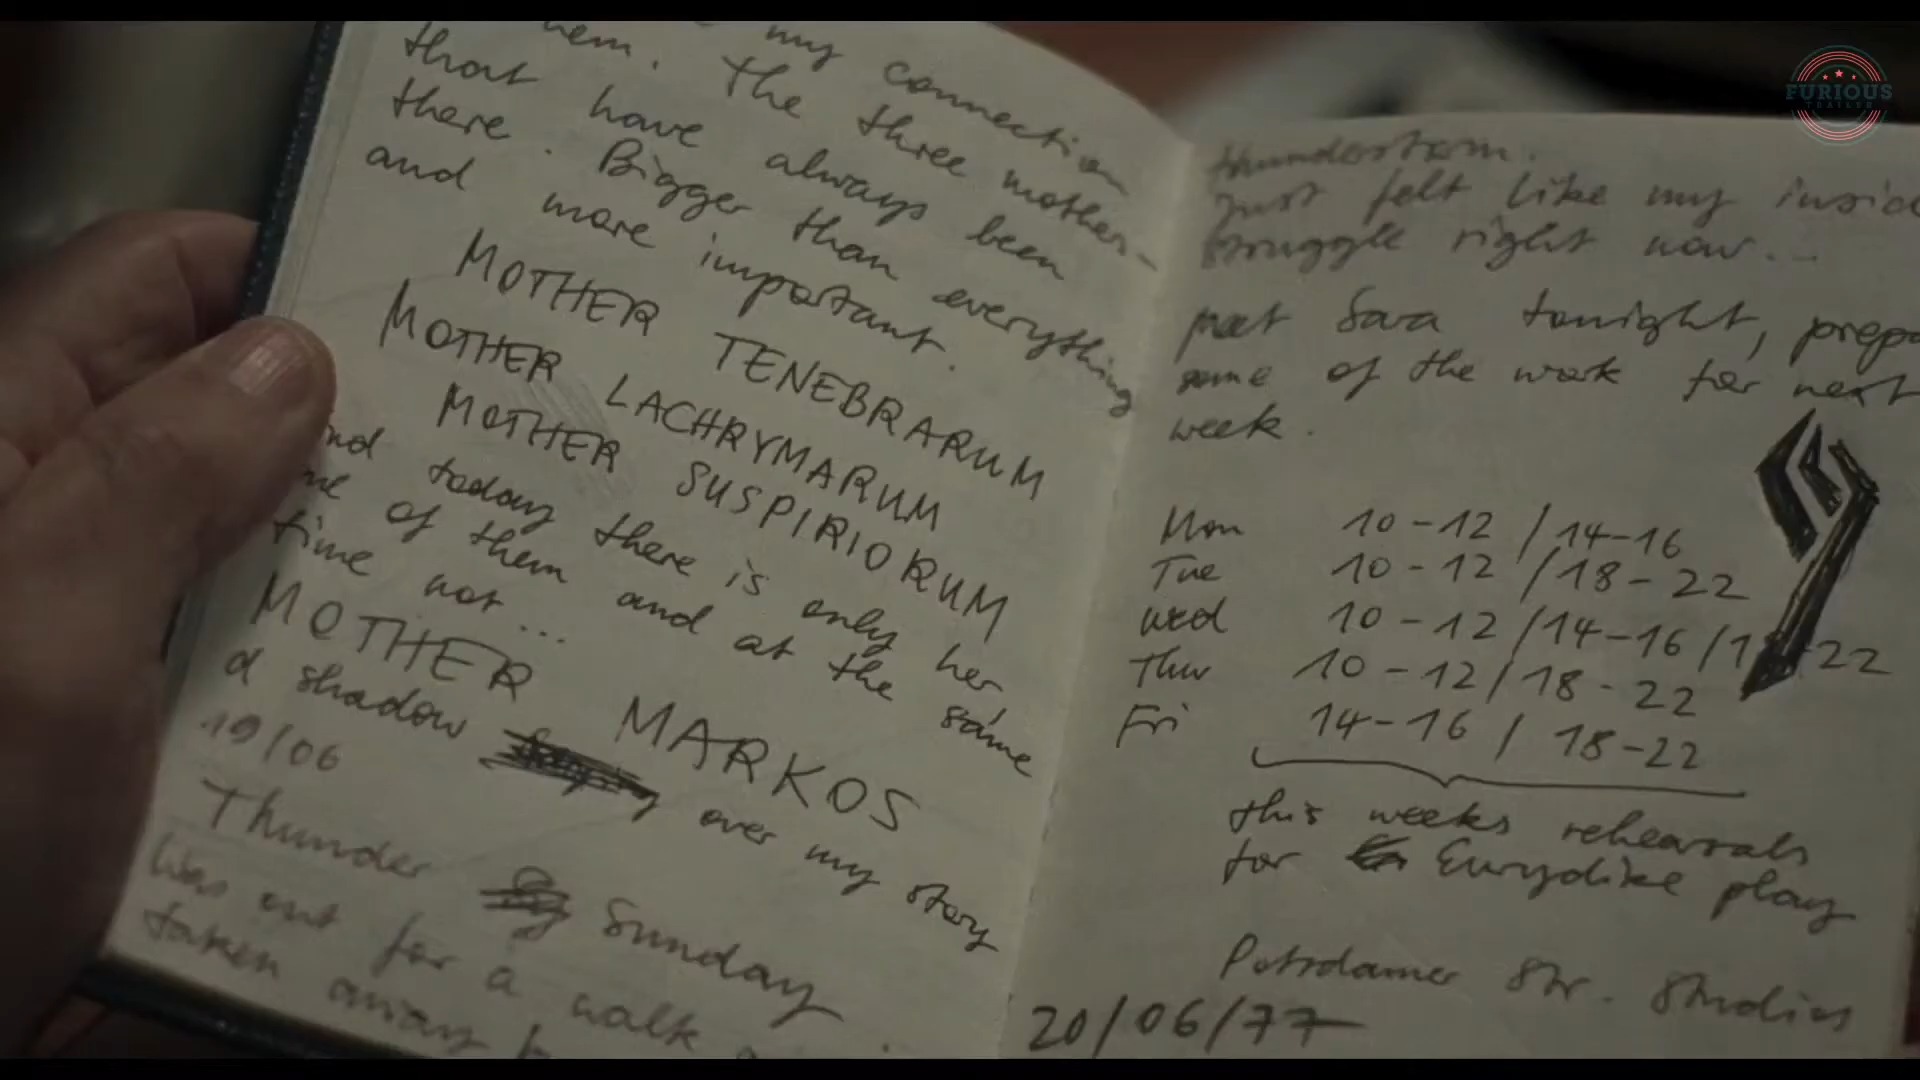 my connection
them. The three mother-
that have always been
there. Bigger than everything
and more important.
MOTHER TENEBRARUM
MOTHER LACHRYMARUM
MOTHER SUSPIRIORUM
and today there is only her
of them and at the same
time not...
MOTHER MARKOS
a shadow over my story
19/06
Thunder Sunday
Was out for a walk
taken away
thunderstorm.
Just felt like my
struggle right now...
meet Sara tonight,
some of the work for next
week.
Mon 10-12 / 14-16
Tue 10-12 / 18-22
Wed 10-12 / 14-16 /
Thur 10-12 / 18-22
Fri 14-16 / 18-22
this weeks rehearsals
for Eurydike play
Potsdamer Str. Studios
20/06/77
FURIOUS
TRAILER